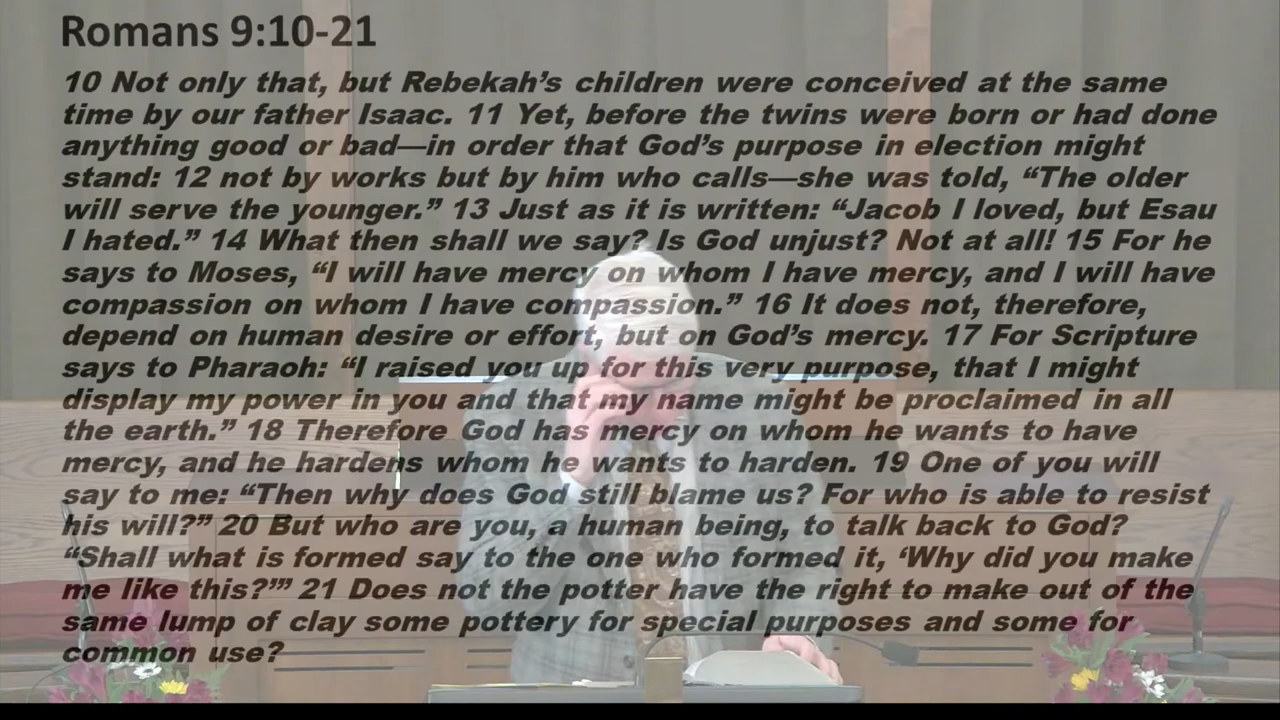 Romans 9:10-21
10 Not only that, but Rebekah’s children were conceived at the same
time by our father Isaac. 11 Yet, before the twins were born or had done
anything good or bad—in order that God’s purpose in election might
stand: 12 not by works but by him who calls—she was told, “The older
will serve the younger.” 13 Just as it is written: “Jacob I loved, but Esau
I hated.” 14 What then shall we say? Is God unjust? Not at all! 15 For he
says to Moses, “I will have mercy on whom I have mercy, and I will have
compassion on whom I have compassion.” 16 It does not, therefore,
depend on human desire or effort, but on God’s mercy. 17 For Scripture
says to Pharaoh: “I raised you up for this very purpose, that I might
display my power in you and that my name might be proclaimed in all
the earth.” 18 Therefore God has mercy on whom he wants to have
mercy, and he hardens whom he wants to harden. 19 One of you will
say to me: “Then why does God still blame us? For who is able to resist
his will?” 20 But who are you, a human being, to talk back to God?
“Shall what is formed say to the one who formed it, ‘Why did you make
me like this?’” 21 Does not the potter have the right to make out of the
same lump of clay some pottery for special purposes and some for
common use?